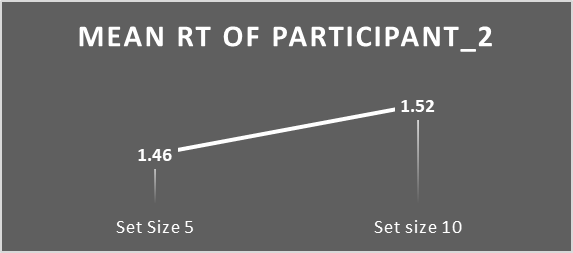 MEAN RT OF PARTICIPANT_2
1.52
1.46
Set Size 5
Set size 10